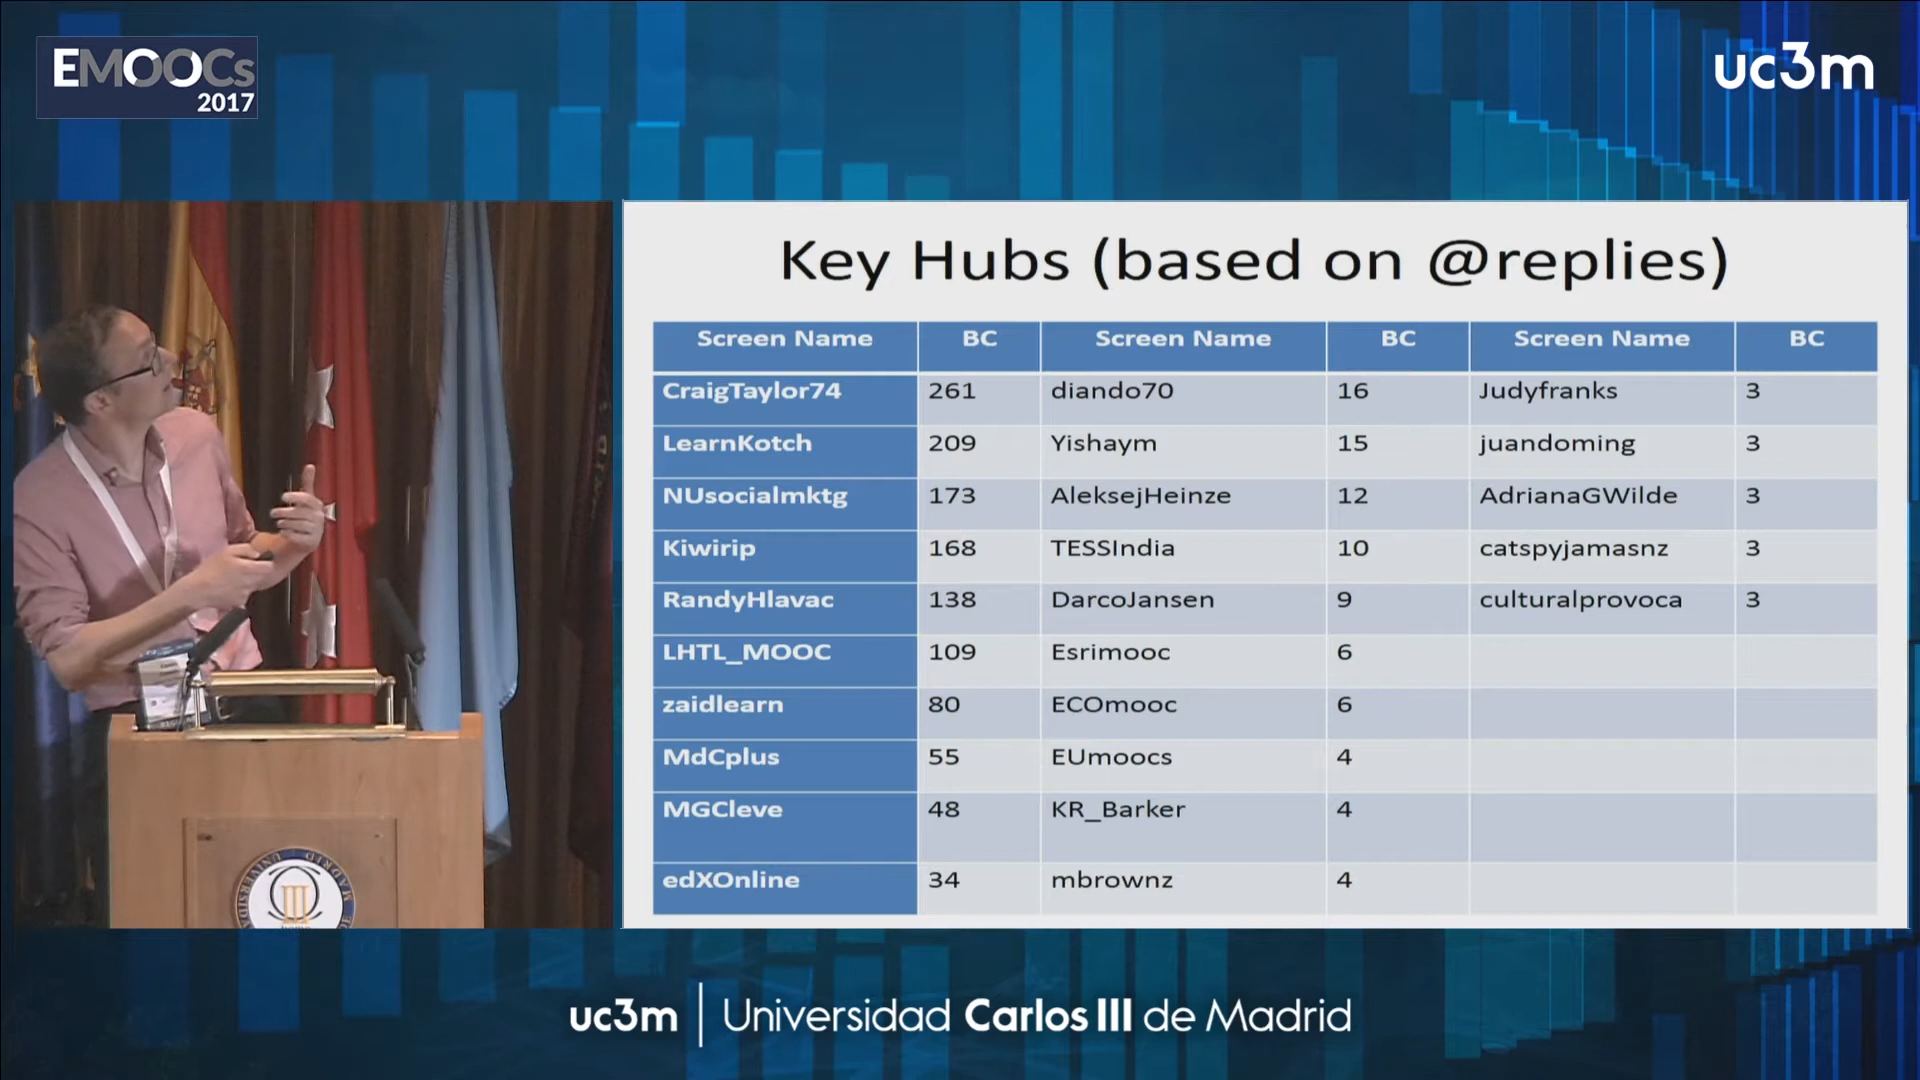 EMOOCs
2017
uc3m
Key Hubs (based on @replies)
Screen Name BC Screen Name BC Screen Name BC
CraigTaylor74 261 diando70 16 Judyfranks 3
LearnKotch 209 Yishaym 15 juandoming 3
NUsocialmktg 173 AleksejHeinze 12 AdrianaGWilde 3
Kiwirip 168 TESSIndia 10 catspyjamasnz 3
RandyHlavac 138 DarcoJansen 9 culturalprovoca 3
LHTL_MOOC 109 Esrimooc 6
zaidlearn 80 ECOmooc 6
MdCplus 55 EUmoocs 4
MGCleve 48 KR_Barker 4
edXOnline 34 mbrownz 4
uc3m | Universidad Carlos III de Madrid